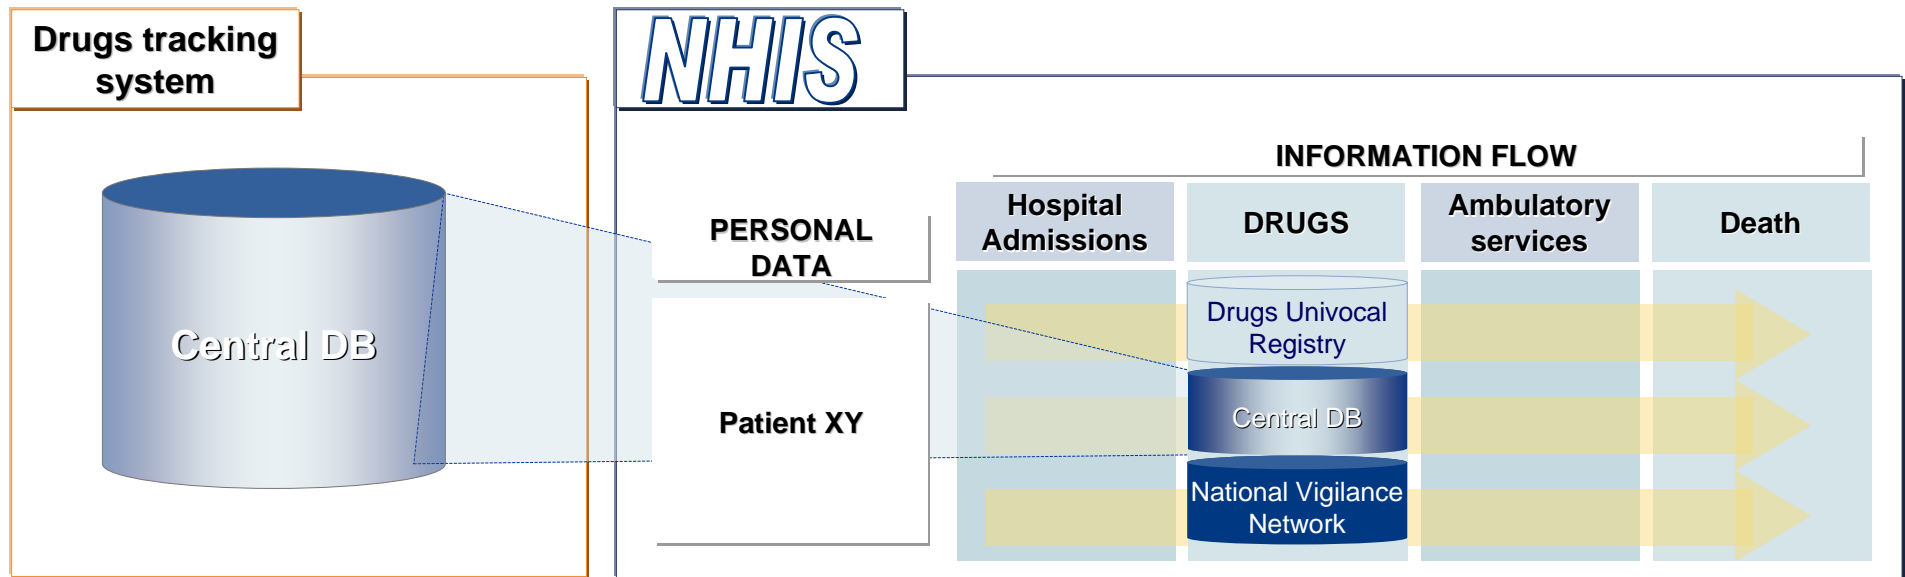 Drugs tracking
system
Central DB
NHIS
PERSONAL
DATA
Patient XY
INFORMATION FLOW
Hospital
Admissions
DRUGS
Ambulatory
services
Death
Drugs Univocal
Registry
Central DB
National Vigilance
Network